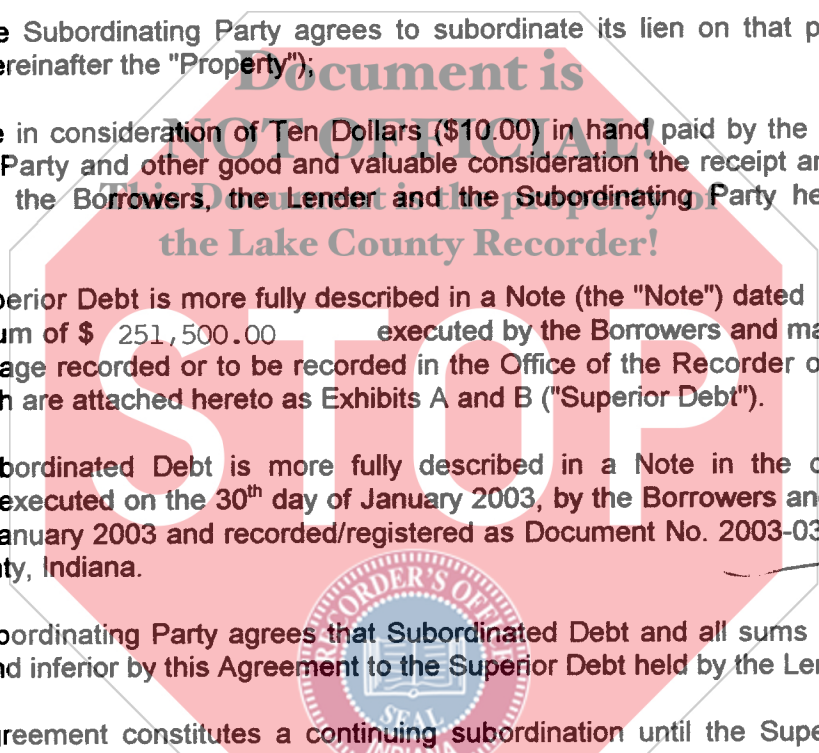 e Subordinating Party agrees to subordinate its lien on that p
ereinafter the "Property");
Document is
NOT OFFICIAL!
This Document is the property of
the Lake County Recorder!
e in consideration of Ten Dollars ($10.00) in hand paid by the
Party and other good and valuable consideration the receipt an
the Borrowers, the Lender and the Subordinating Party he
perior Debt is more fully described in a Note (the "Note") dated
um of $ 251,500.00 executed by the Borrowers and ma
age recorded or to be recorded in the Office of the Recorder o
h are attached hereto as Exhibits A and B ("Superior Debt").
STOP
bordinated Debt is more fully described in a Note in the o
executed on the 30th day of January 2003, by the Borrowers an
anuary 2003 and recorded/registered as Document No. 2003-03
ty, Indiana.
bordinating Party agrees that Subordinated Debt and all sums
nd inferior by this Agreement to the Superior Debt held by the Len
greement constitutes a continuing subordination until the Supe
RECORDER'S OFFICE
SEAL
INDIANA